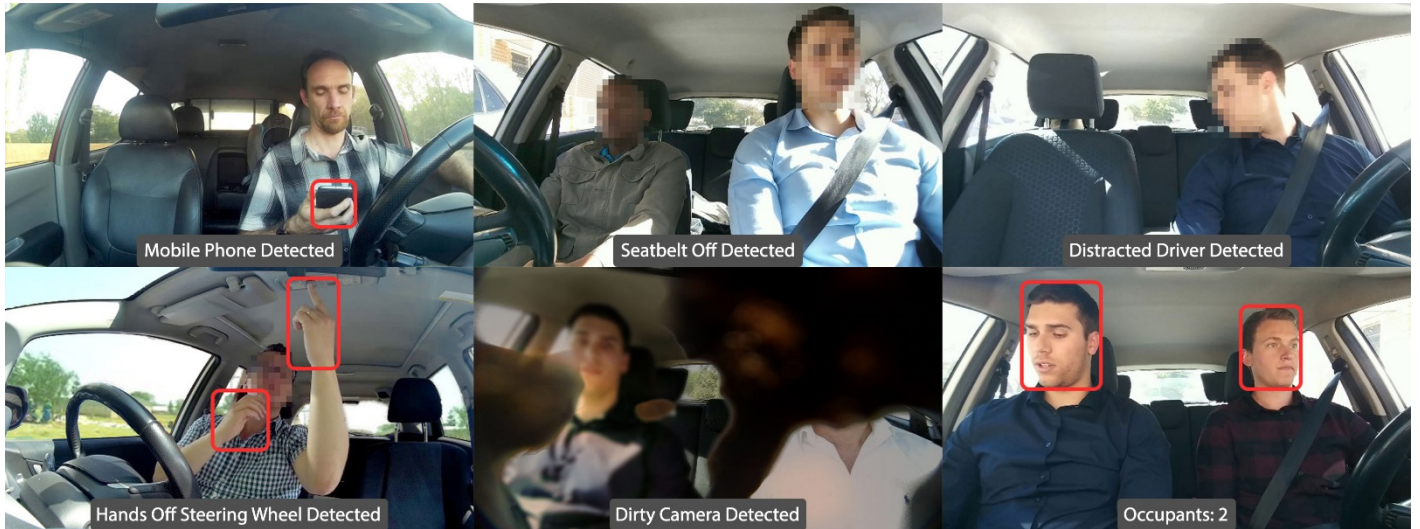 Mobile Phone Detected
Seatbelt Off Detected
Distracted Driver Detected
Hands Off Steering Wheel Detected
Dirty Camera Detected
Occupants: 2